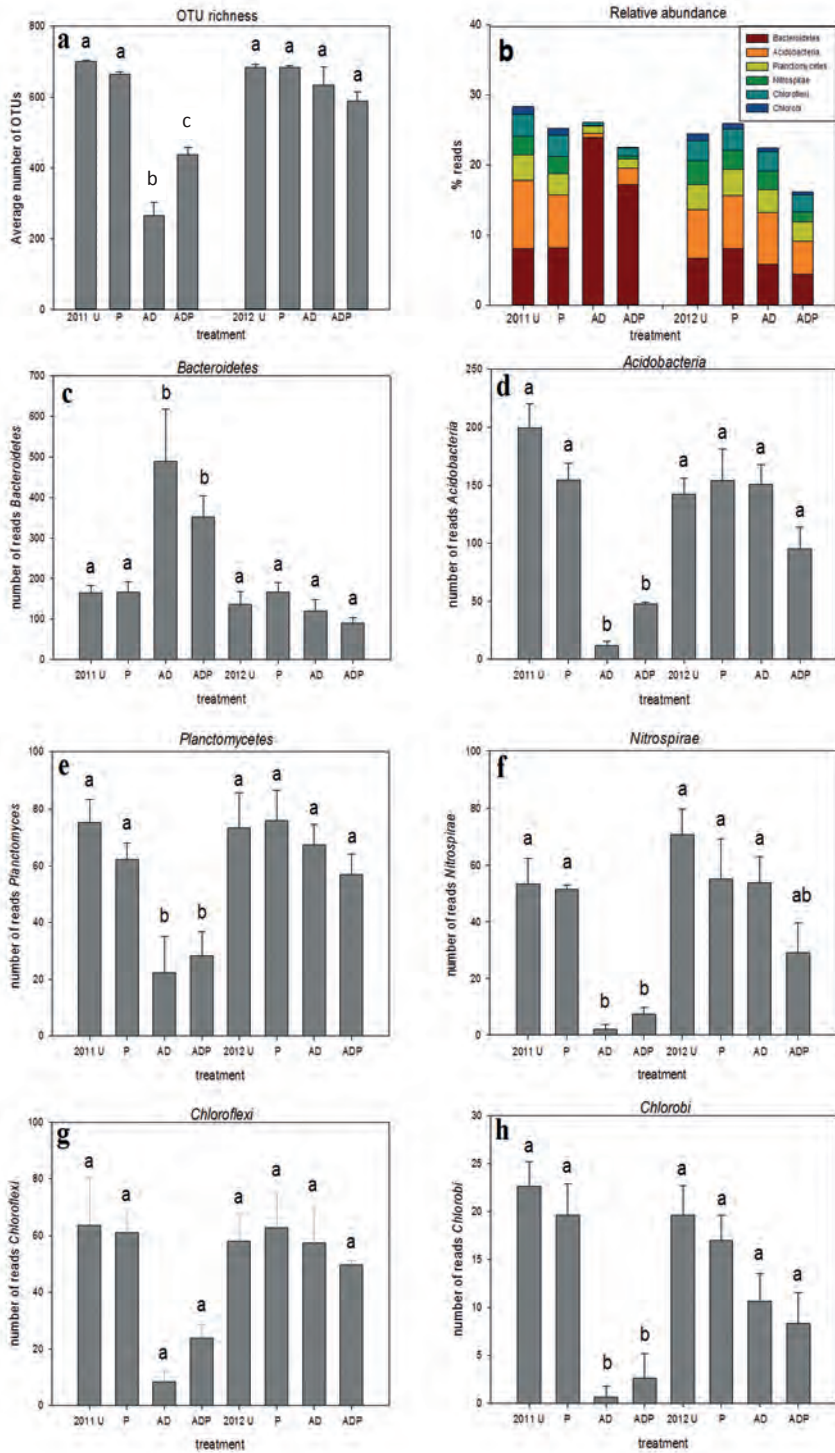 OTU richness
a
Average number of OTUs
800
600
400
200
0
a a b c a a a a
2011 U P AD ADP 2012 U P AD ADP
treatment
Relative abundance
b
% reads
40
30
20
10
0
Bacteroidetes
Acidobacteria
Planctomycetes
Nitrospirae
Chloroflexi
Chlorobi
2011 U P AD ADP 2012 U P AD ADP
treatment
Bacteroidetes
c
number of reads Bacteroidetes
700
600
500
400
300
200
100
0
a a b b a a a a
2011 U P AD ADP 2012 U P AD ADP
treatment
Acidobacteria
d
number of reads Acidobacteria
250
200
150
100
50
0
a a b b a a a a
2011 U P AD ADP 2012 U P AD ADP
treatment
Planctomycetes
e
number of reads Planctomyces
100
80
60
40
20
0
a a b b a a a a
2011 U P AD ADP 2012 U P AD ADP
treatment
Nitrospirae
f
number of reads Nitrospirae
100
80
60
40
20
0
a a b b a a a ab
2011 U P AD ADP 2012 U P AD ADP
treatment
Chloroflexi
g
number of reads Chloroflexi
100
80
60
40
20
0
a a a a a a a a
2011 U P AD ADP 2012 U P AD ADP
treatment
Chlorobi
h
number of reads Chlorobi
30
25
20
15
10
5
0
a a b b a a a a
2011 U P AD ADP 2012 U P AD ADP
treatment